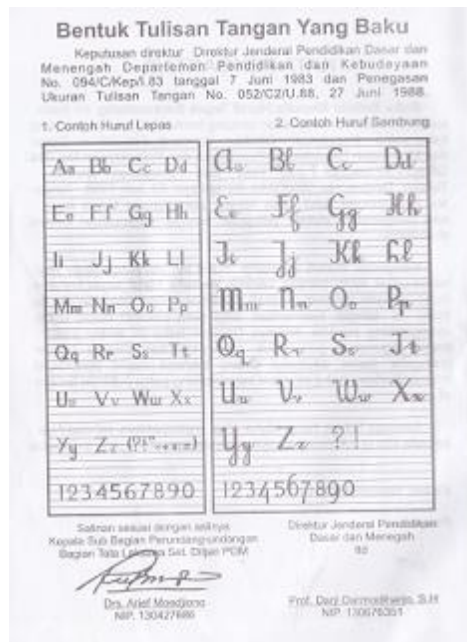 Bentuk Tulisan Tangan Yang Baku
Keputusan direktur Direktur Jenderal Pendidikan Dasar dan
Menengah Departemen Pendidikan dan Kebudayaan
No. 094/C/Kep/I.83 tanggal 7 Juni 1983 dan Penegasan
Ukuran Tulisan Tangan No. 052/C2/U.88, 27 Juni 1988.
1. Contoh Huruf Lepas
Aa Bb Cc Dd
Ee Ff Gg Hh
Ii Jj Kk Ll
Mm Nn Oo Pp
Qq Rr Ss Tt
Uu Vv Ww Xx
Yy Zz (?!"-+×:=)
1234567890
2. Contoh Huruf Sambung
Aa Bb Cc Dd
Ee Ff Gg Hh
Ii Jj Kk Ll
Mm Nn Oo Pp
Qq Rr Ss Tt
Uu Vv Ww Xx
Yy Zz ?!
1234567890
Salinan sesuai dengan aslinya
Kepala Sub Bagian Perundang-undangan
Bagian Tata Laksana Set. Ditjen PDM
Drs. Arief
NIP. 130427686
Direktur Jenderal Pendidikan
Dasar dan Menegah
ttd
Prof. Dardji Darmodiharjo, S.H
NIP. 130676351